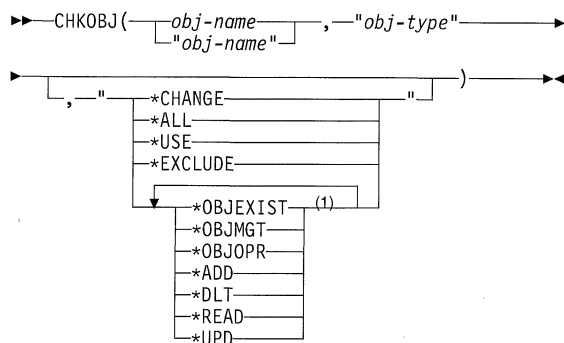 CHKOBJ( obj-name , —"obj-type"
"obj-name"
, —" *CHANGE " )
*ALL
*USE
*EXCLUDE
*OBJEXIST (1)
*OBJMGT
*OBJOPR
*ADD
*DLT
*READ
*UPD